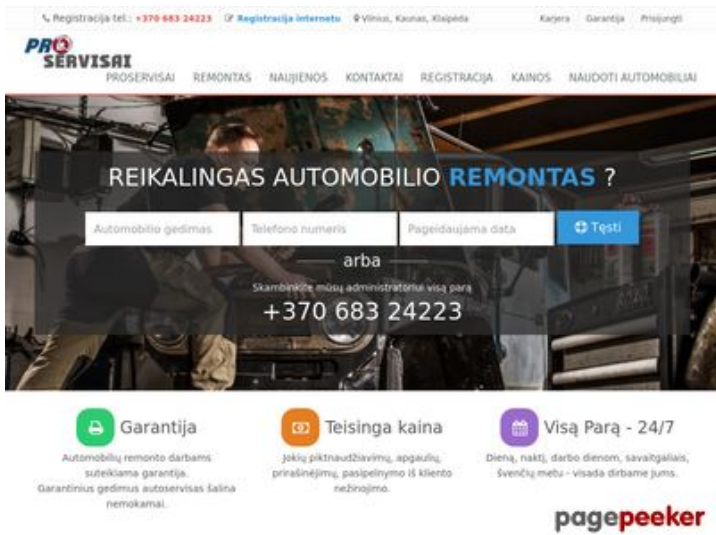 Registracija tel.: +370 683 24223 Registracija internetu Vilnius, Kaunas, Klaipėda Karjera Garantija Prisijungti
PRO
SERVISAI
PROSERVISAI REMONTAS NAUJIENOS KONTAKTAI REGISTRACIJA KAINOS NAUDOTI AUTOMOBILIAI
REIKALINGAS AUTOMOBILIO REMONTAS ?
Automobilio gedimas Telefono numeris Pageidaujama data Tęsti
arba
Skambinkite mūsų administratoriui visą parą
+370 683 24223
Garantija Teisinga kaina Visą Parą - 24/7
Automobilių remonto darbams
suteikiama garantija.
Garantinius gedimus autoservisas šalina
nemokamai.
Jokių piktnaudžiavimų, apgaulių,
prirašinėjimų, pasipelnymo iš kliento
nežinojimo.
Dieną, naktį, darbo dienom, savaitgaliais,
švenčių metu - visada dirbame jums.
pagepeeker